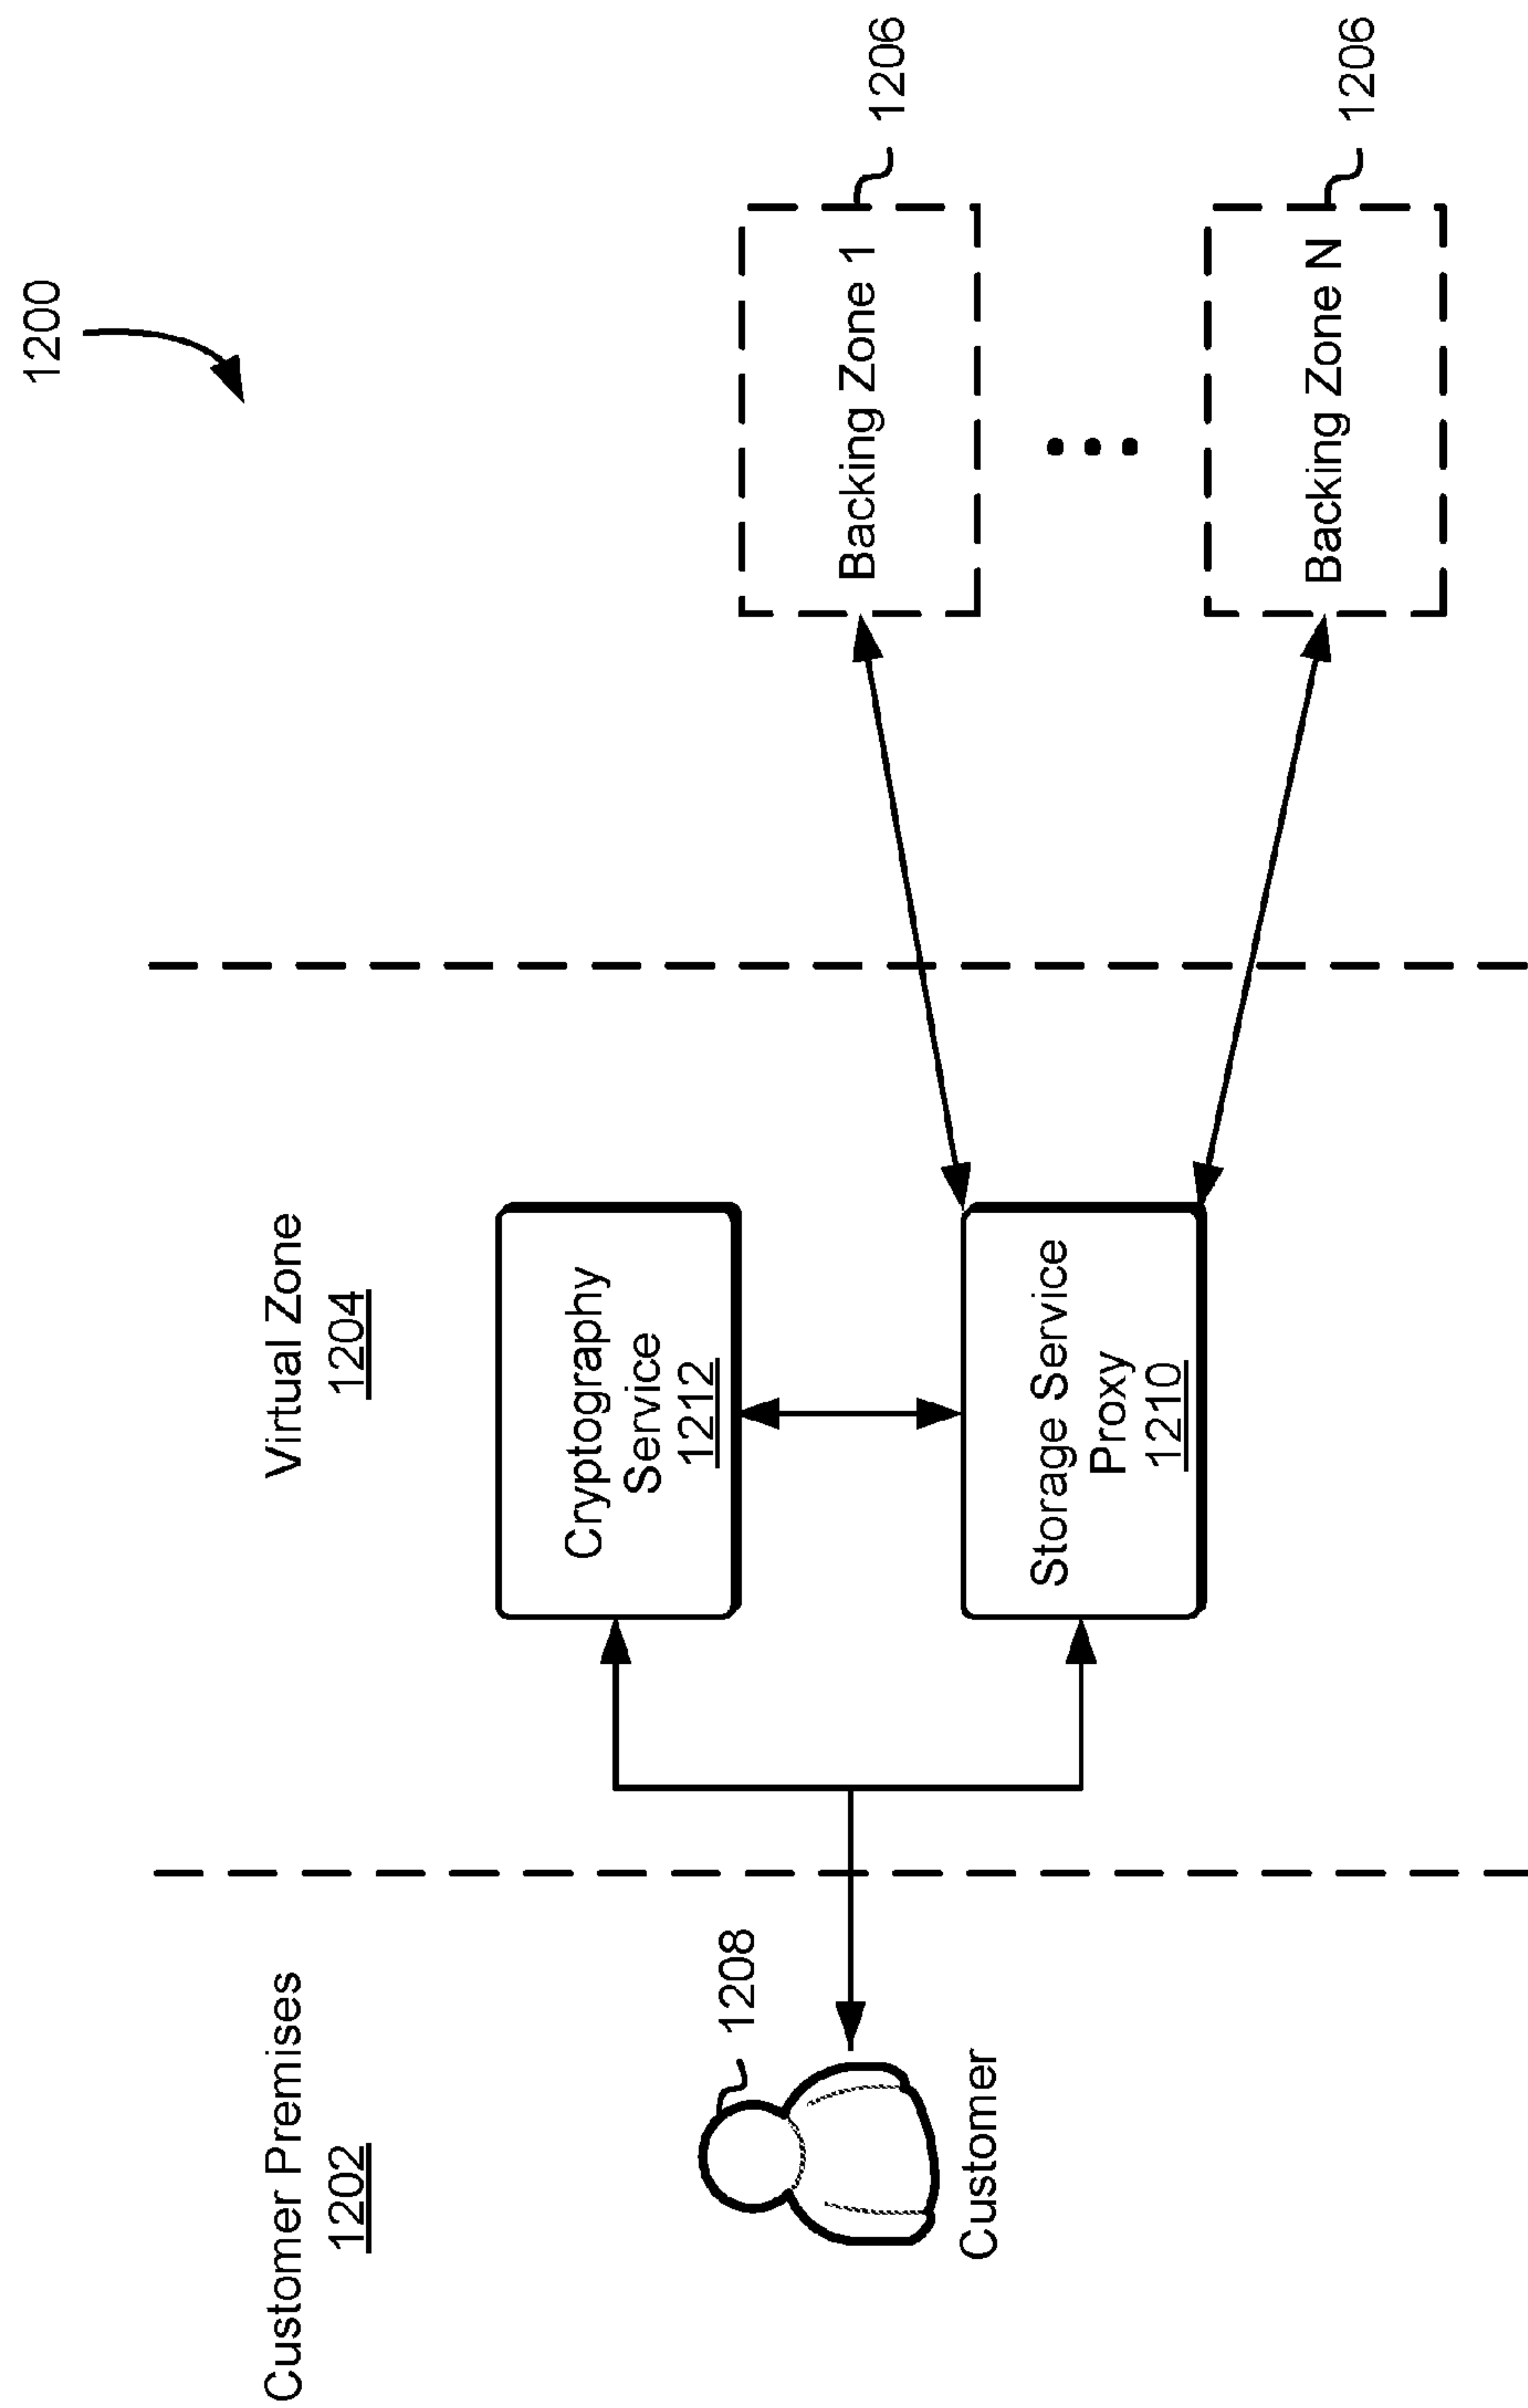 1200
Customer Premises
1202
Virtual Zone
1204
1208
Customer
Cryptography
Service
1212
Storage Service
Proxy
1210
Backing Zone 1
1206
Backing Zone N
1206